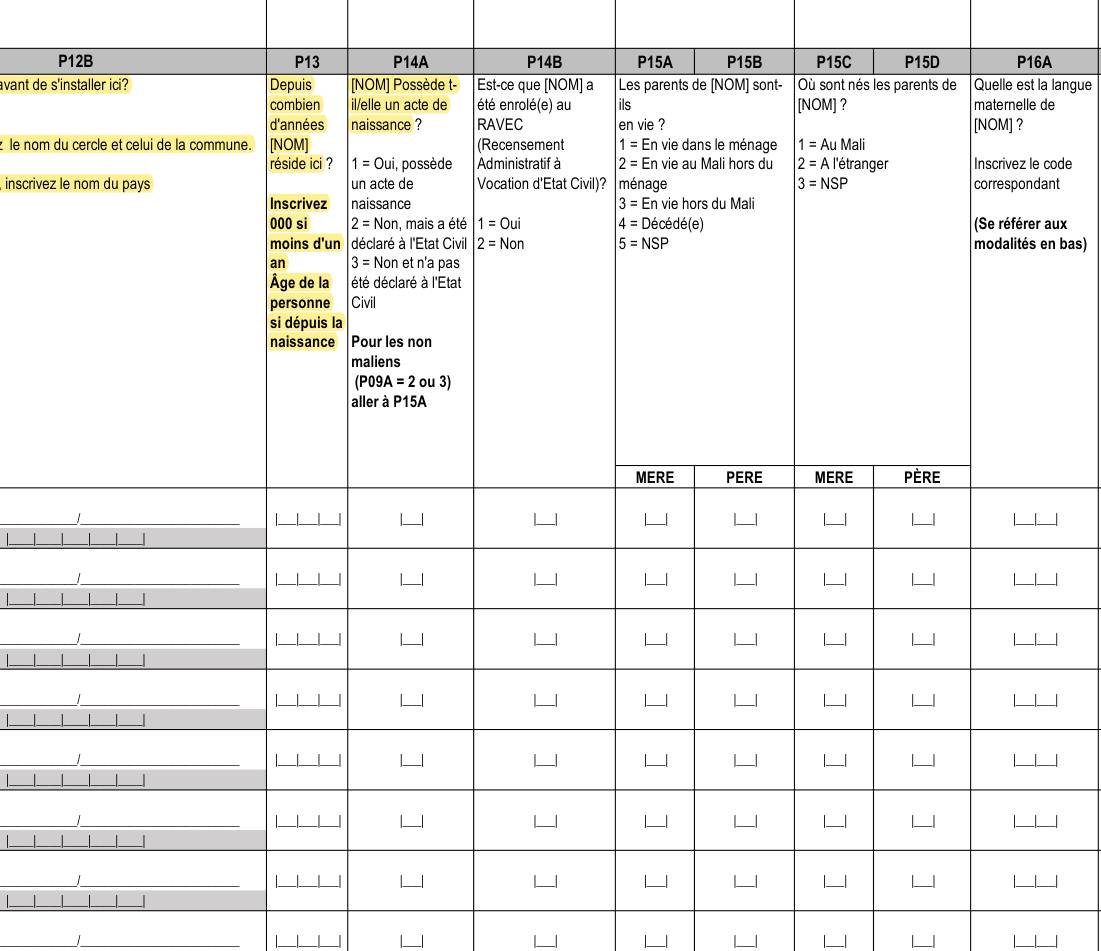 P12B
P13
P14A
P14B
P15A
P15B
P15C
P15D
P16A
avant de s'installer ici?
le nom du cercle et celui de la commune.
, inscrivez le nom du pays
Depuis
combien
d'années
[NOM]
réside ici ?
Inscrivez
000 si
moins d'un
an
Âge de la
personne
si dépuis la
naissance
[NOM] Possède t-
il/elle un acte de
naissance ?
1 = Oui, possède
un acte de
naissance
2 = Non, mais a été
déclaré à l'Etat Civil
3 = Non et n'a pas
été déclaré à l'Etat
Civil
Pour les non
maliens
(P09A = 2 ou 3)
aller à P15A
Est-ce que [NOM] a
été enrolé(e) au
RAVEC
(Recensement
Administratif à
Vocation d'Etat Civil)?
1 = Oui
2 = Non
Les parents de [NOM] sont-
ils
en vie ?
1 = En vie dans le ménage
2 = En vie au Mali hors du
ménage
3 = En vie hors du Mali
4 = Décédé(e)
5 = NSP
MERE
PERE
Où sont nés les parents de
[NOM] ?
1 = Au Mali
2 = A l'étranger
3 = NSP
MERE
PÈRE
Quelle est la langue
maternelle de
[NOM] ?
Inscrivez le code
correspondant
(Se référer aux
modalités en bas)